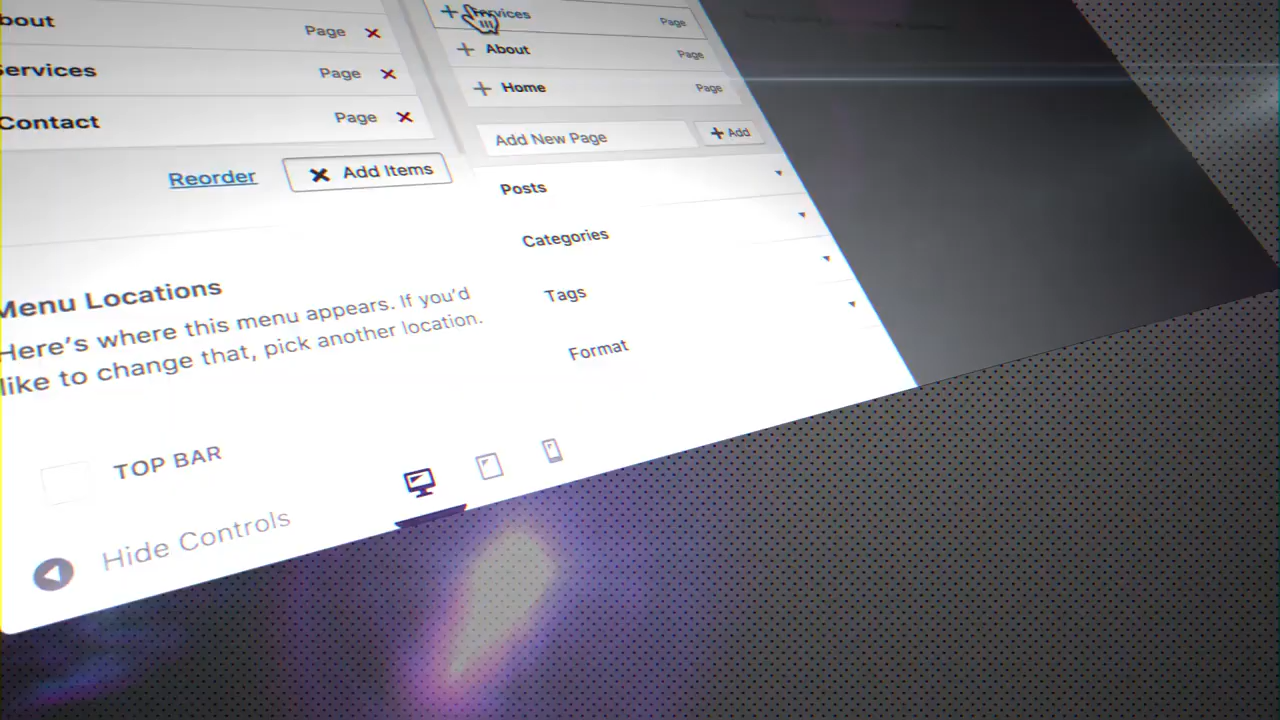 bout Page
ervices Page
Contact Page
Reorder Add Items
Menu Locations
Here's where this menu appears. If you'd
like to change that, pick another location.
TOP BAR
Hide Controls
Services Page
About Page
Home Page
Add New Page Add
Posts
Categories
Tags
Format